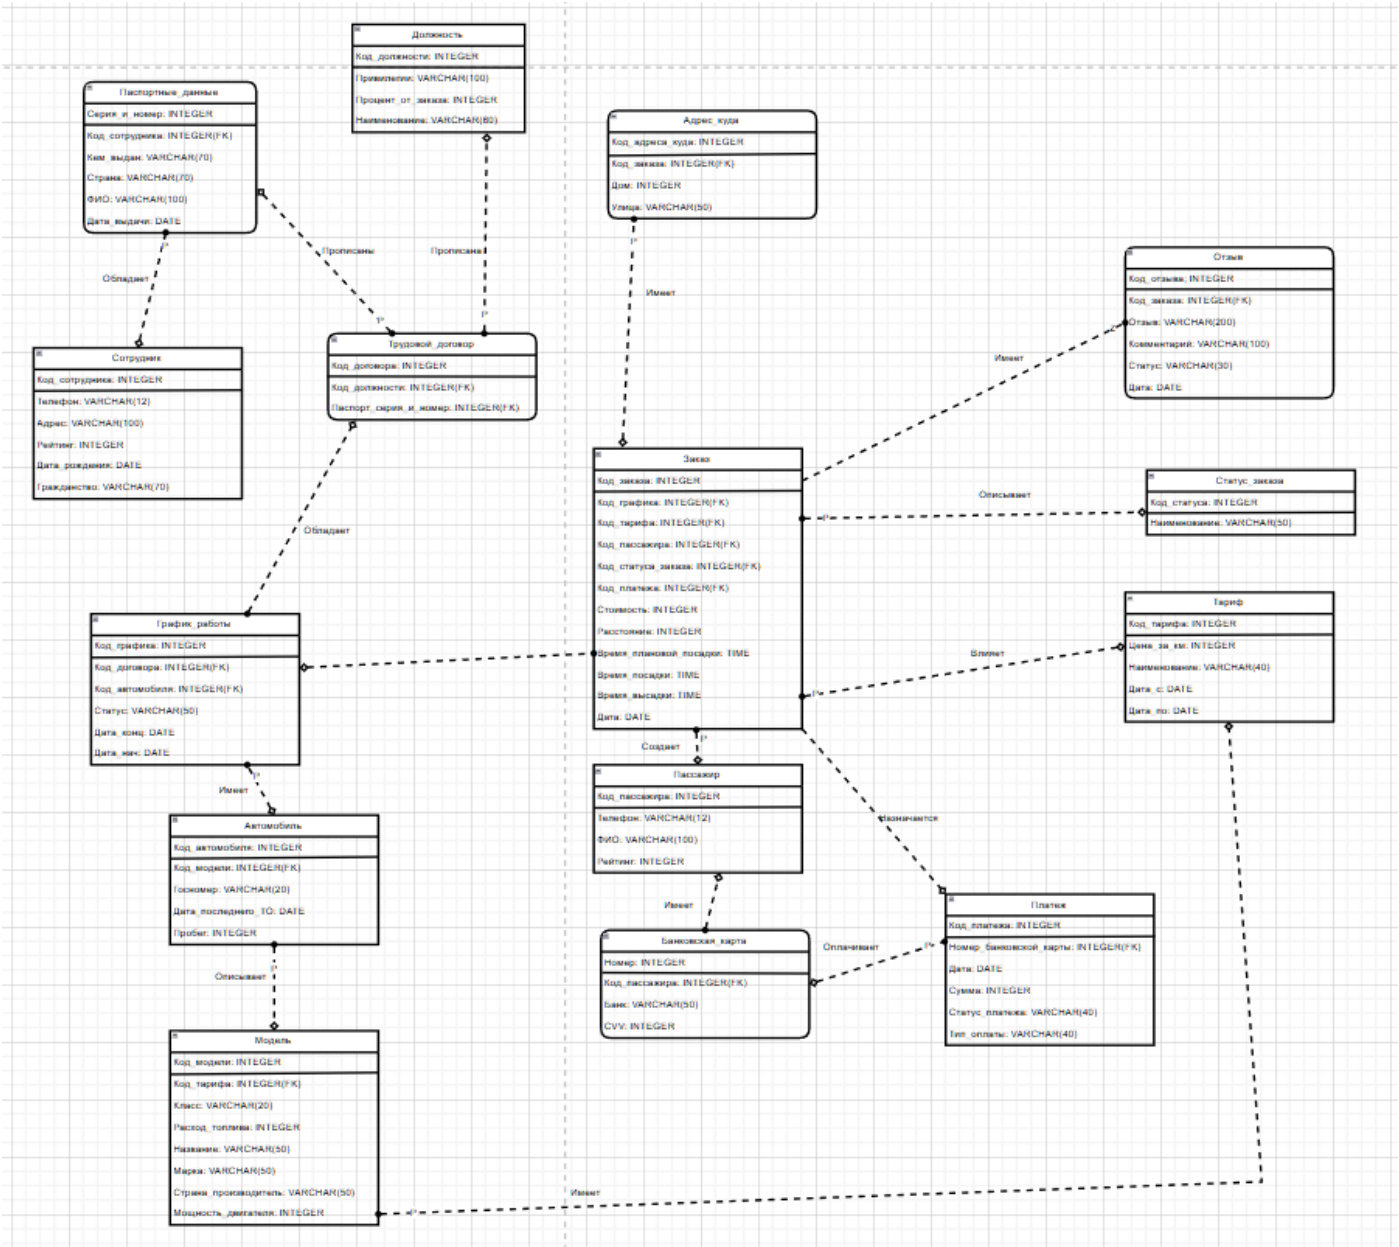 Должность
Код_должности: INTEGER
Привилегии: VARCHAR(100)
Процент_от_заказа: INTEGER
Наименование: VARCHAR(60)
Паспортные_данные
Серия_и_номер: INTEGER
Код_сотрудника: INTEGER(FK)
Кем_выдан: VARCHAR(70)
Страна: VARCHAR(70)
ФИО: VARCHAR(100)
Дата_выдачи: DATE
P
Обладает
Прописаны
P
Прописана
P
Сотрудник
Код_сотрудника: INTEGER
Телефон: VARCHAR(12)
Адрес: VARCHAR(100)
Рейтинг: INTEGER
Дата_рождения: DATE
Гражданство: VARCHAR(70)
Трудовой_договор
Код_договора: INTEGER
Код_должности: INTEGER(FK)
Паспорт_серия_и_номер: INTEGER(FK)
Обладает
График_работы
Код_графика: INTEGER
Код_договора: INTEGER(FK)
Код_автомобиля: INTEGER(FK)
Статус: VARCHAR(50)
Дата_конц: DATE
Дата_нач: DATE
P
Имеет
Автомобиль
Код_автомобиля: INTEGER
Код_модели: INTEGER(FK)
Госномер: VARCHAR(20)
Дата_последнего_ТО: DATE
Пробег: INTEGER
P
Описывает
Модель
Код_модели: INTEGER
Код_тарифа: INTEGER(FK)
Класс: VARCHAR(20)
Расход_топлива: INTEGER
Название: VARCHAR(50)
Марка: VARCHAR(50)
Страна_производитель: VARCHAR(50)
Мощность_двигателя: INTEGER
P
Имеет
Адрес_куда
Код_адреса_куда: INTEGER
Код_заказа: INTEGER(FK)
Дом: INTEGER
Улица: VARCHAR(50)
P
Имеет
Заказ
Код_заказа: INTEGER
Код_графика: INTEGER(FK)
Код_тарифа: INTEGER(FK)
Код_пассажира: INTEGER(FK)
Код_статуса_заказа: INTEGER(FK)
Код_платежа: INTEGER(FK)
Стоимость: INTEGER
Расстояние: INTEGER
Время_плановой_посадки: TIME
Время_посадки: TIME
Время_высадки: TIME
Дата: DATE
P
Создает
Пассажир
Код_пассажира: INTEGER
Телефон: VARCHAR(12)
ФИО: VARCHAR(100)
Рейтинг: INTEGER
Имеет
Банковская_карта
Номер: INTEGER
Код_пассажира: INTEGER(FK)
Банк: VARCHAR(50)
CVV: INTEGER
Оплачивает
P
Назначается
Платеж
Код_платежа: INTEGER
Номер_банковской_карты: INTEGER(FK)
Дата: DATE
Сумма: INTEGER
Статус_платежа: VARCHAR(40)
Тип_оплаты: VARCHAR(40)
Отзыв
Код_отзыва: INTEGER
Код_заказа: INTEGER(FK)
Отзыв: VARCHAR(200)
Комментарий: VARCHAR(100)
Статус: VARCHAR(30)
Дата: DATE
Имеет
Статус_заказа
Код_статуса: INTEGER
Наименование: VARCHAR(50)
Описывает
P
Тариф
Код_тарифа: INTEGER
Цена_за_км: INTEGER
Наименование: VARCHAR(40)
Дата_с: DATE
Дата_по: DATE
Влияет
P